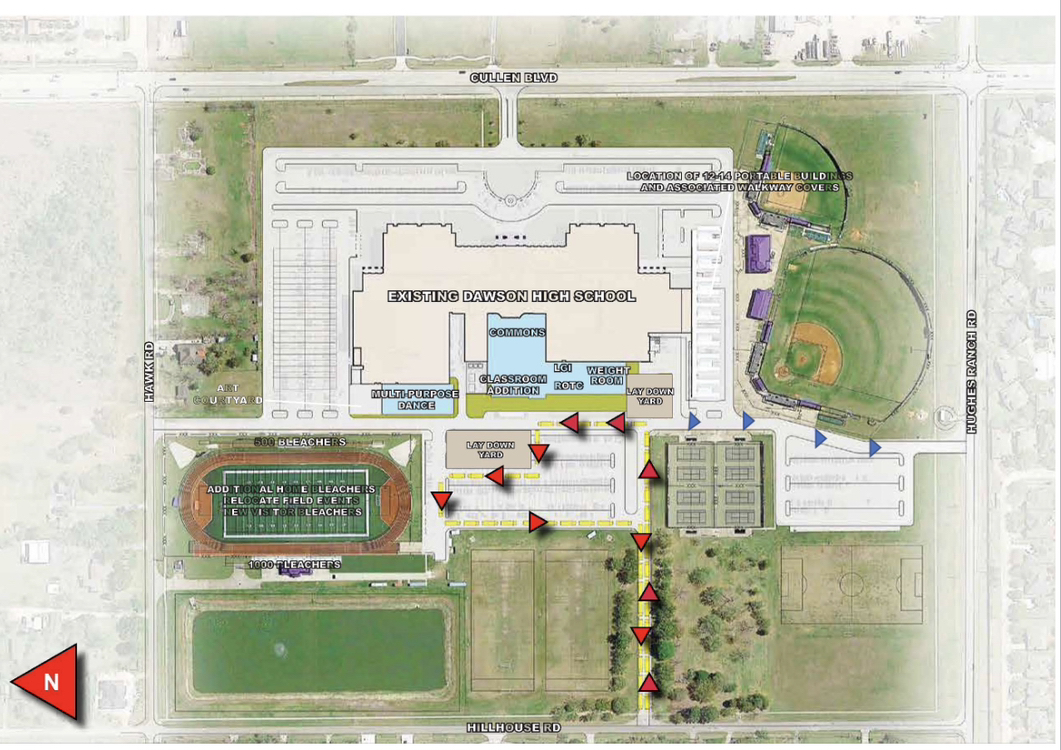 CULLEN BLVD
LOCATION OF 12-14 PORTABLE BUILDINGS
AND ASSOCIATED WALKWAY COVERS
EXISTING DAWSON HIGH SCHOOL
COMMONS
HAWK RD
HUGHES RANCH RD
LGI
WEIGHT
ROOM
CLASSROOM
ADDITION
ROTC
ART
COURTYARD
MULTI-PURPOSE
DANCE
LAY DOWN
YARD
500 BLEACHERS
LAY DOWN
YARD
ADDITIONAL HOME BLEACHERS
RELOCATE FIELD EVENTS
NEW VISITOR BLEACHERS
1000 BLEACHERS
N
HILLHOUSE RD